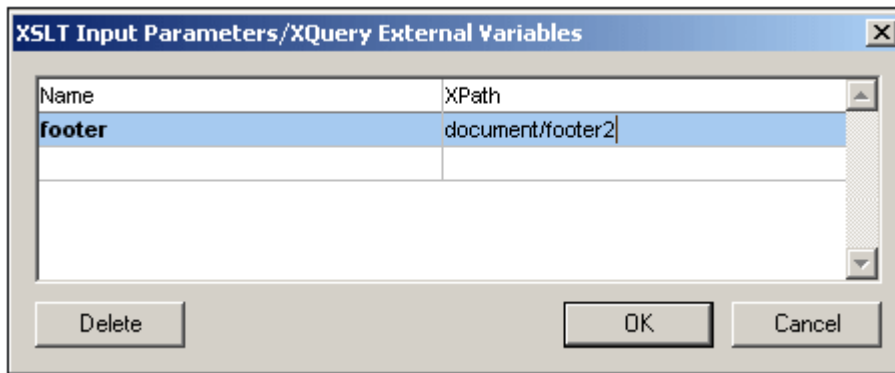 XSLT Input Parameters/XQuery External Variables
Name XPath
footer document/footer2
Delete OK Cancel